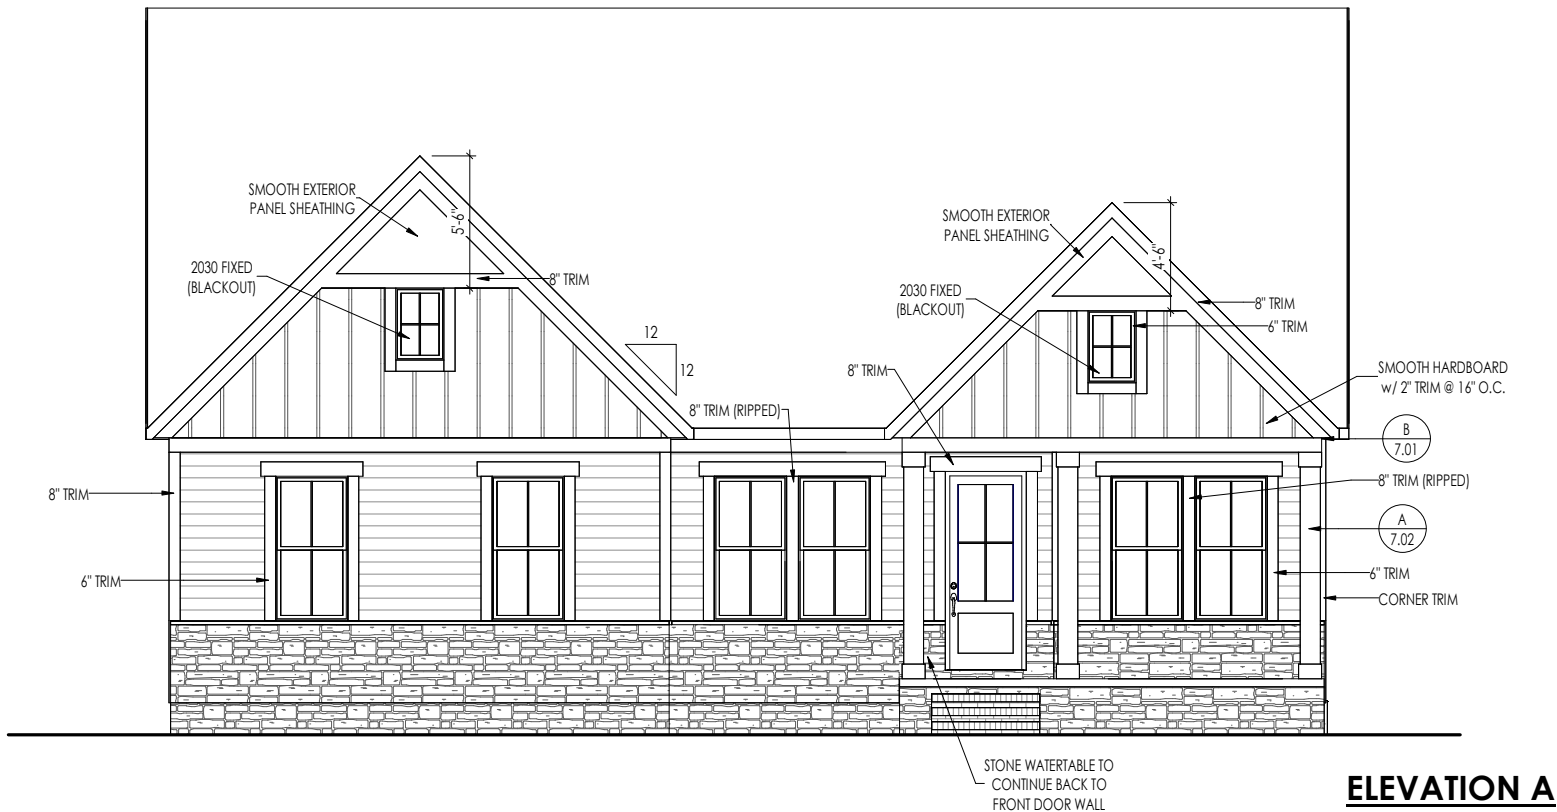 SMOOTH EXTERIOR
PANEL SHEATHING
5'-6"
2030 FIXED
(BLACKOUT)
8" TRIM
12
12
SMOOTH EXTERIOR
PANEL SHEATHING
4'-6"
2030 FIXED
(BLACKOUT)
8" TRIM
6" TRIM
8" TRIM
SMOOTH HARDBOARD
w/ 2" TRIM @ 16" O.C.
8" TRIM (RIPPED)
B
7.01
8" TRIM
8" TRIM (RIPPED)
A
7.02
6" TRIM
6" TRIM
CORNER TRIM
STONE WATERTABLE TO
CONTINUE BACK TO
FRONT DOOR WALL
ELEVATION A